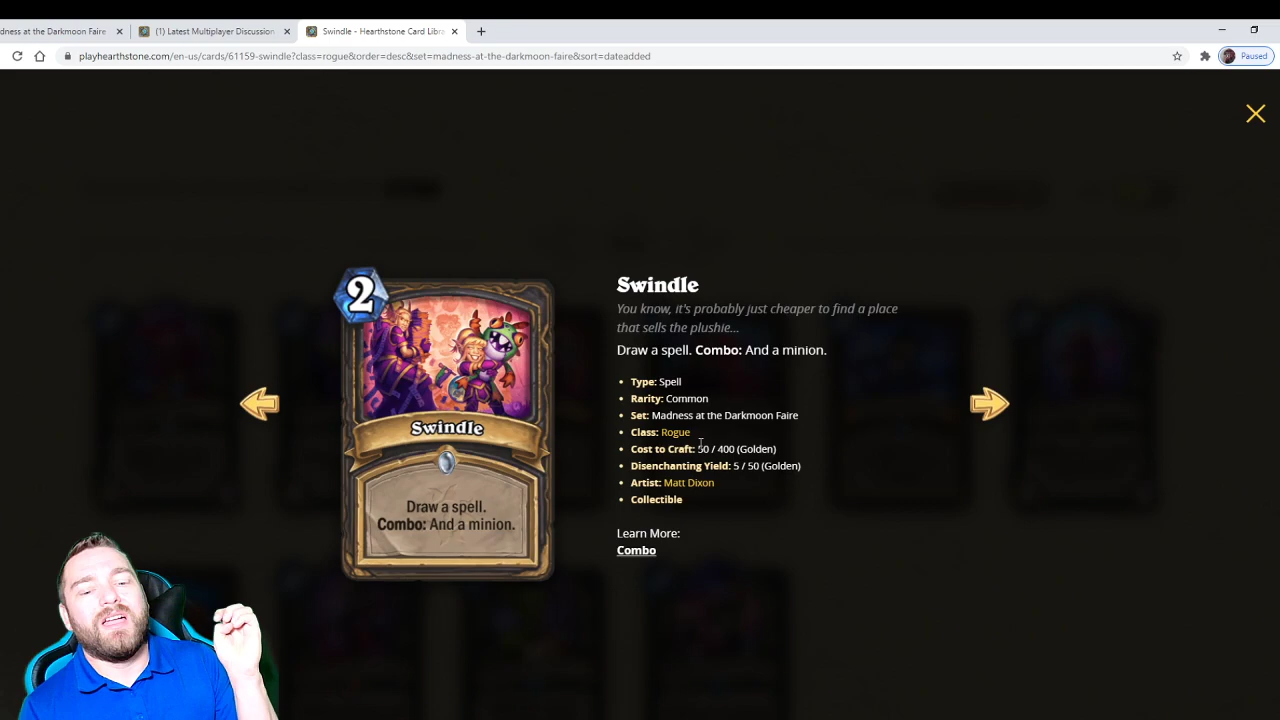 dness at the Darkmoon Faire
(1) Latest Multiplayer Discussion
Swindle - Hearthstone Card Libra
playhearthstone.com/en-us/cards/61159-swindle?class=rogue&order=desc&set=madness-at-the-darkmoon-faire&sort=dateadded
Paused
2
Swindle
Draw a spell.
Combo: And a minion.
Swindle
You know, it's probably just cheaper to find a place
that sells the plushie...
Draw a spell. Combo: And a minion.
Type: Spell
Rarity: Common
Set: Madness at the Darkmoon Faire
Class: Rogue
Cost to Craft: 50 / 400 (Golden)
Disenchanting Yield: 5 / 50 (Golden)
Artist: Matt Dixon
Collectible
Learn More:
Combo